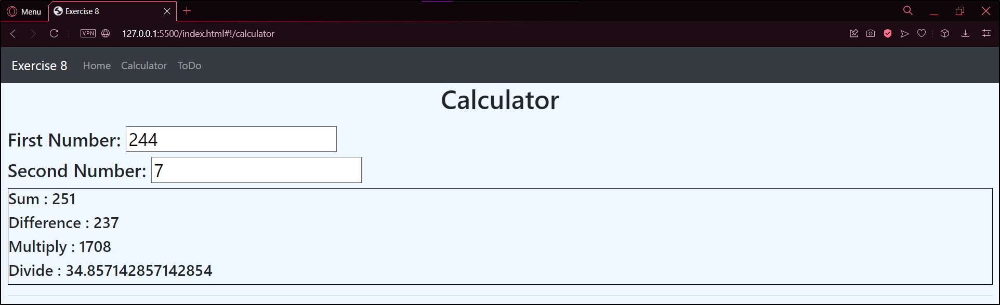 Menu
Exercise 8
VPN
127.0.0.1:5500/index.html#!/calculator
Exercise 8 Home Calculator ToDo
Calculator
First Number: 244
Second Number: 7
Sum : 251
Difference : 237
Multiply : 1708
Divide : 34.857142857142854